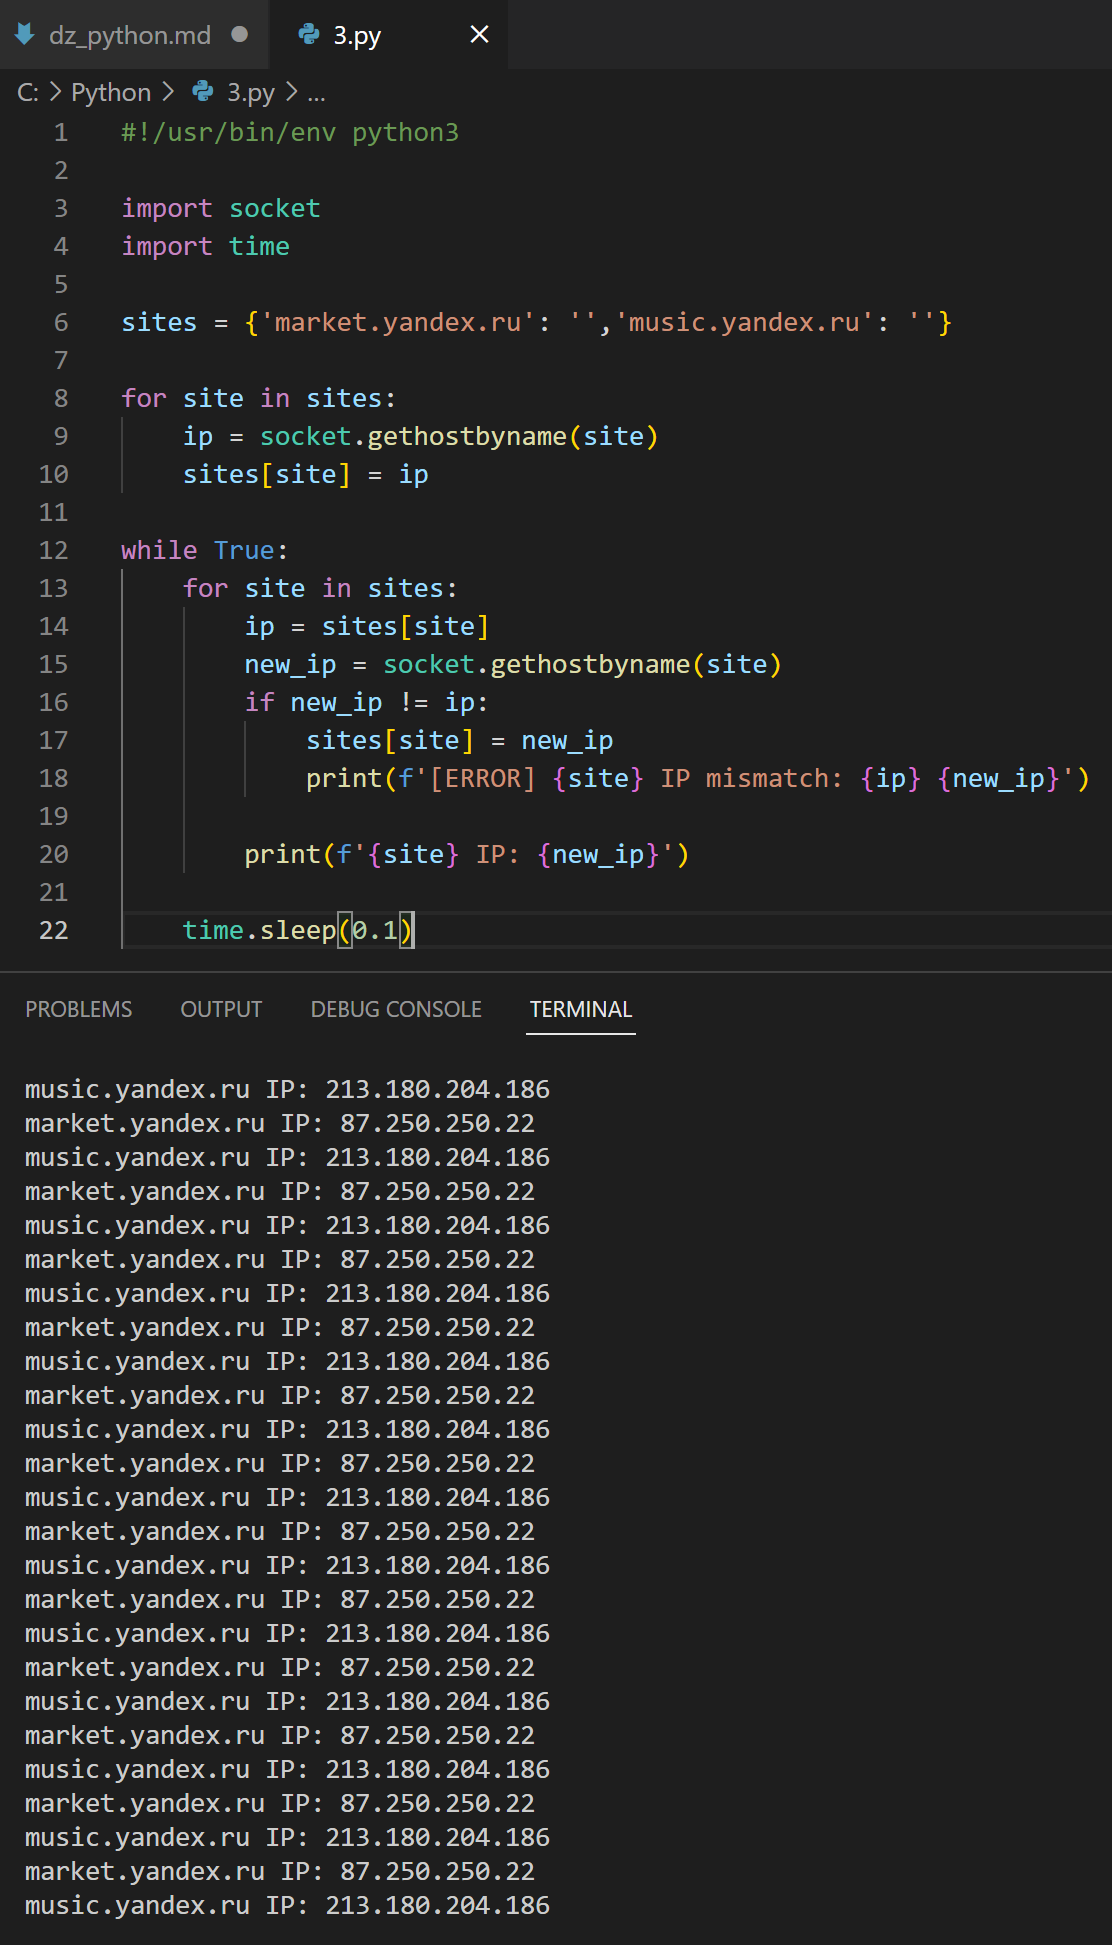 dz_python.md
3.py
C: > Python > 3.py > ...
1 #!/usr/bin/env python3
2
3 import socket
4 import time
5
6 sites = {'market.yandex.ru': '','music.yandex.ru': ''}
7
8 for site in sites:
9     ip = socket.gethostbyname(site)
10     sites[site] = ip
11
12 while True:
13     for site in sites:
14         ip = sites[site]
15         new_ip = socket.gethostbyname(site)
16         if new_ip != ip:
17             sites[site] = new_ip
18             print(f'[ERROR] {site} IP mismatch: {ip} {new_ip}')
19
20         print(f'{site} IP: {new_ip}')
21
22     time.sleep(0.1)
PROBLEMS OUTPUT DEBUG CONSOLE TERMINAL
music.yandex.ru IP: 213.180.204.186
market.yandex.ru IP: 87.250.250.22
music.yandex.ru IP: 213.180.204.186
market.yandex.ru IP: 87.250.250.22
music.yandex.ru IP: 213.180.204.186
market.yandex.ru IP: 87.250.250.22
music.yandex.ru IP: 213.180.204.186
market.yandex.ru IP: 87.250.250.22
music.yandex.ru IP: 213.180.204.186
market.yandex.ru IP: 87.250.250.22
music.yandex.ru IP: 213.180.204.186
market.yandex.ru IP: 87.250.250.22
music.yandex.ru IP: 213.180.204.186
market.yandex.ru IP: 87.250.250.22
music.yandex.ru IP: 213.180.204.186
market.yandex.ru IP: 87.250.250.22
music.yandex.ru IP: 213.180.204.186
market.yandex.ru IP: 87.250.250.22
music.yandex.ru IP: 213.180.204.186
market.yandex.ru IP: 87.250.250.22
music.yandex.ru IP: 213.180.204.186
market.yandex.ru IP: 87.250.250.22
music.yandex.ru IP: 213.180.204.186
market.yandex.ru IP: 87.250.250.22
music.yandex.ru IP: 213.180.204.186